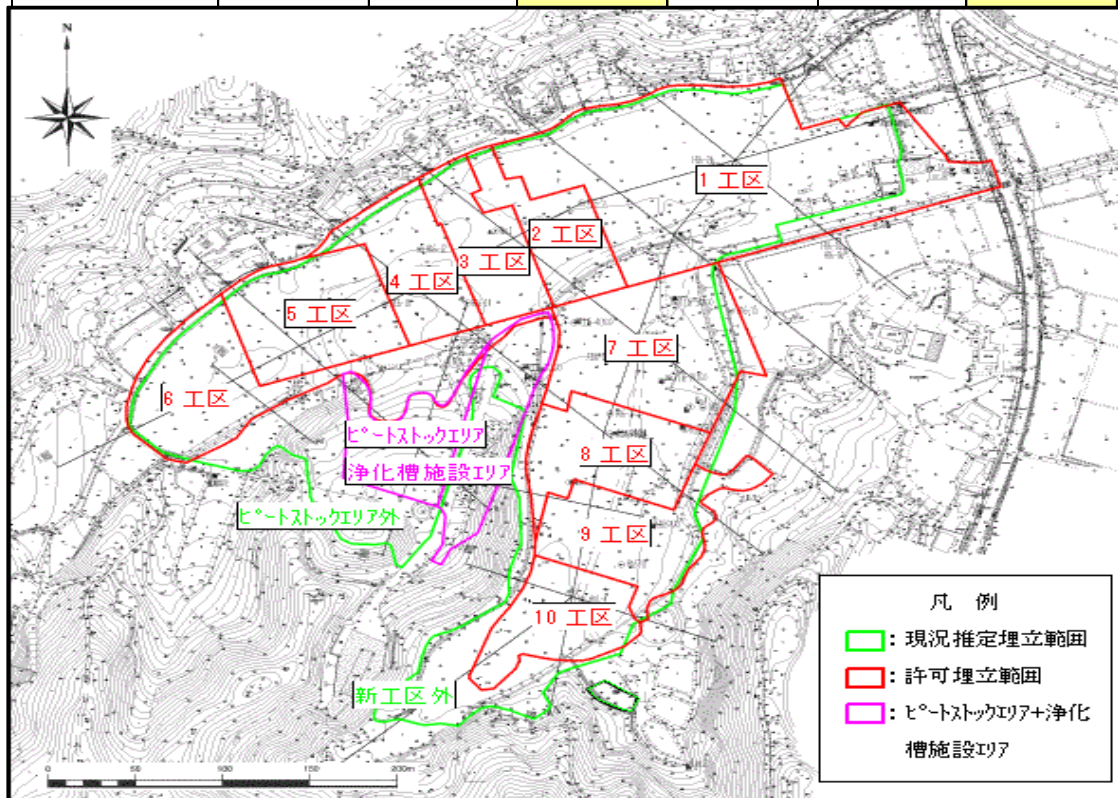 N
1 工区
2 工区
3 工区
4 工区
5 工区
6 工区
7 工区
8 工区
9 工区
10 工区
ピートストックエリア
浄化槽施設エリア
ピートストックエリア外
新工区外
凡 例
：現況推定埋立範囲
：許可埋立範囲
：ピートストックエリア+浄化
槽施設エリア
0 50 100 150 200m